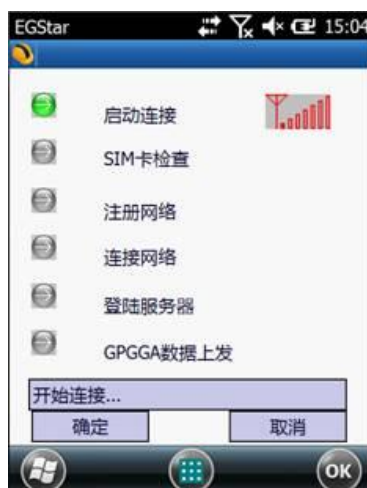 EGStar 15:04
启动连接
SIM卡检查
注册网络
连接网络
登陆服务器
GPGGA数据上发
开始连接...
确定 取消
OK